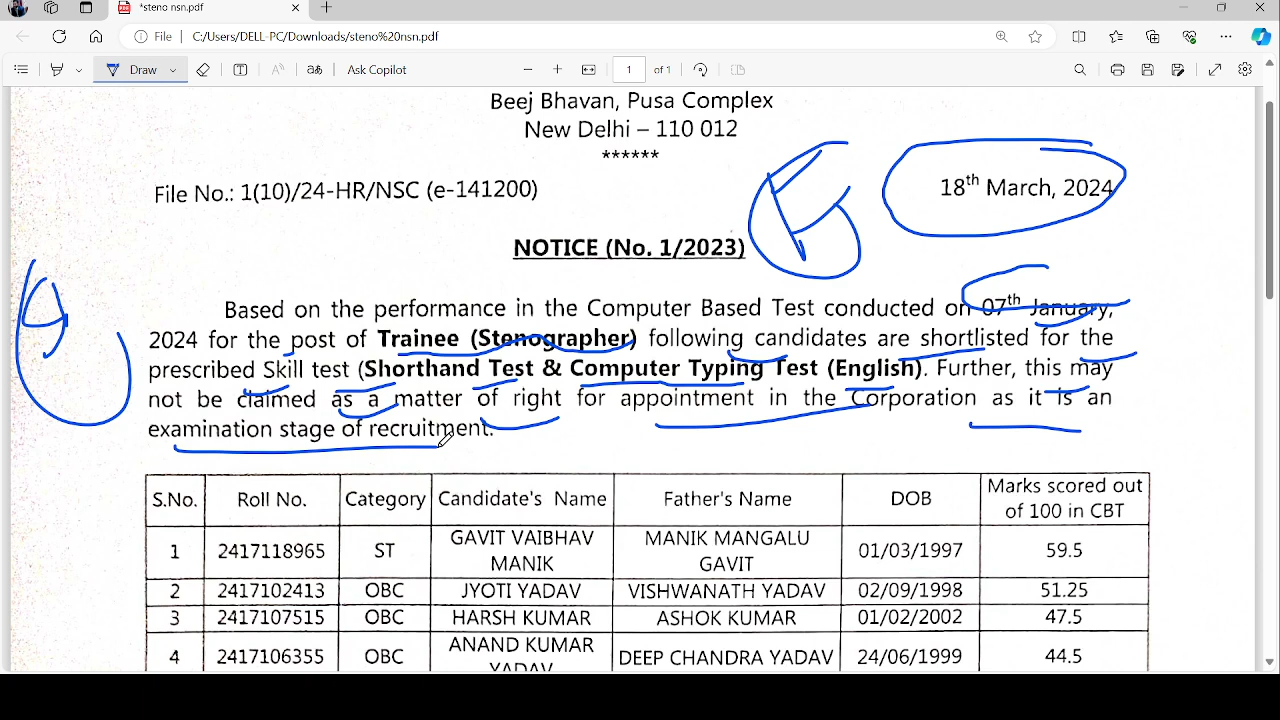 *steno nsn.pdf
File
C:/Users/DELL-PC/Downloads/steno%20nsn.pdf
Draw
Ask Copilot
1 of 1
Beej Bhavan, Pusa Complex
New Delhi – 110 012
******
File No.: 1(10)/24-HR/NSC (e-141200)
18th March, 2024
NOTICE (No. 1/2023)
Based on the performance in the Computer Based Test conducted on 07th January,
2024 for the post of Trainee (Stenographer) following candidates are shortlisted for the
prescribed Skill test (Shorthand Test & Computer Typing Test (English). Further, this may
not be claimed as a matter of right for appointment in the Corporation as it is an
examination stage of recruitment.
S.No. Roll No. Category Candidate's Name Father's Name DOB Marks scored out of 100 in CBT
1 2417118965 ST GAVIT VAIBHAV MANIK MANIK MANGALU GAVIT 01/03/1997 59.5
2 2417102413 OBC JYOTI YADAV VISHWANATH YADAV 02/09/1998 51.25
3 2417107515 OBC HARSH KUMAR ASHOK KUMAR 01/02/2002 47.5
4 2417106355 OBC ANAND KUMAR YADAV DEEP CHANDRA YADAV 24/06/1999 44.5